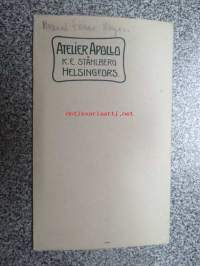 ATELIER APOLLO
K. E. STÅHLBERG
HELSINGFORS.